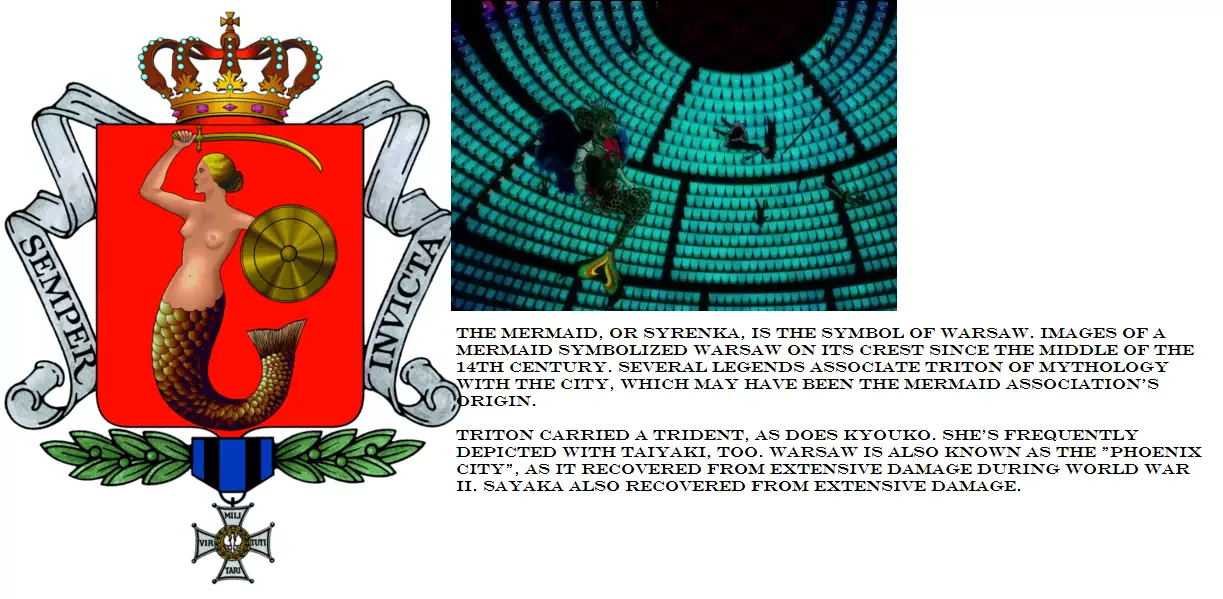 SEMPER
INVICTA
MILI
VIR
TUTI
TARI
THE MERMAID, OR SYRENKA, IS THE SYMBOL OF WARSAW. IMAGES OF A
MERMAID SYMBOLIZED WARSAW ON ITS CREST SINCE THE MIDDLE OF THE
14TH CENTURY. SEVERAL LEGENDS ASSOCIATE TRITON OF MYTHOLOGY
WITH THE CITY, WHICH MAY HAVE BEEN THE MERMAID ASSOCIATION'S
ORIGIN.
TRITON CARRIED A TRIDENT, AS DOES KYOUKO. SHE'S FREQUENTLY
DEPICTED WITH TAIYAKI, TOO. WARSAW IS ALSO KNOWN AS THE "PHOENIX
CITY", AS IT RECOVERED FROM EXTENSIVE DAMAGE DURING WORLD WAR
II. SAYAKA ALSO RECOVERED FROM EXTENSIVE DAMAGE.